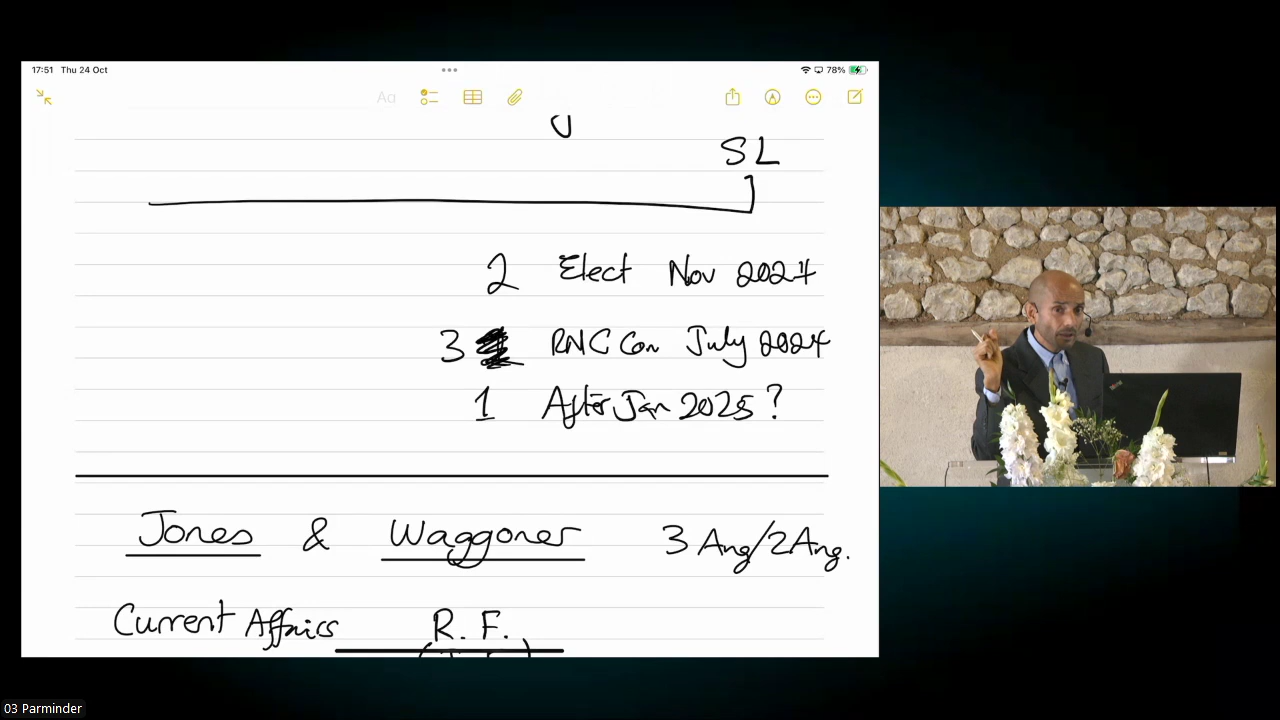 17:51 Thu 24 Oct
78%
Aa
SL
2 Elect Nov 2024
3 RNC Con July 2024
1 After Jan 2025?
Jones & Waggoner 3 Ang/2Ang.
Current Affairs R. F.
03 Parminder